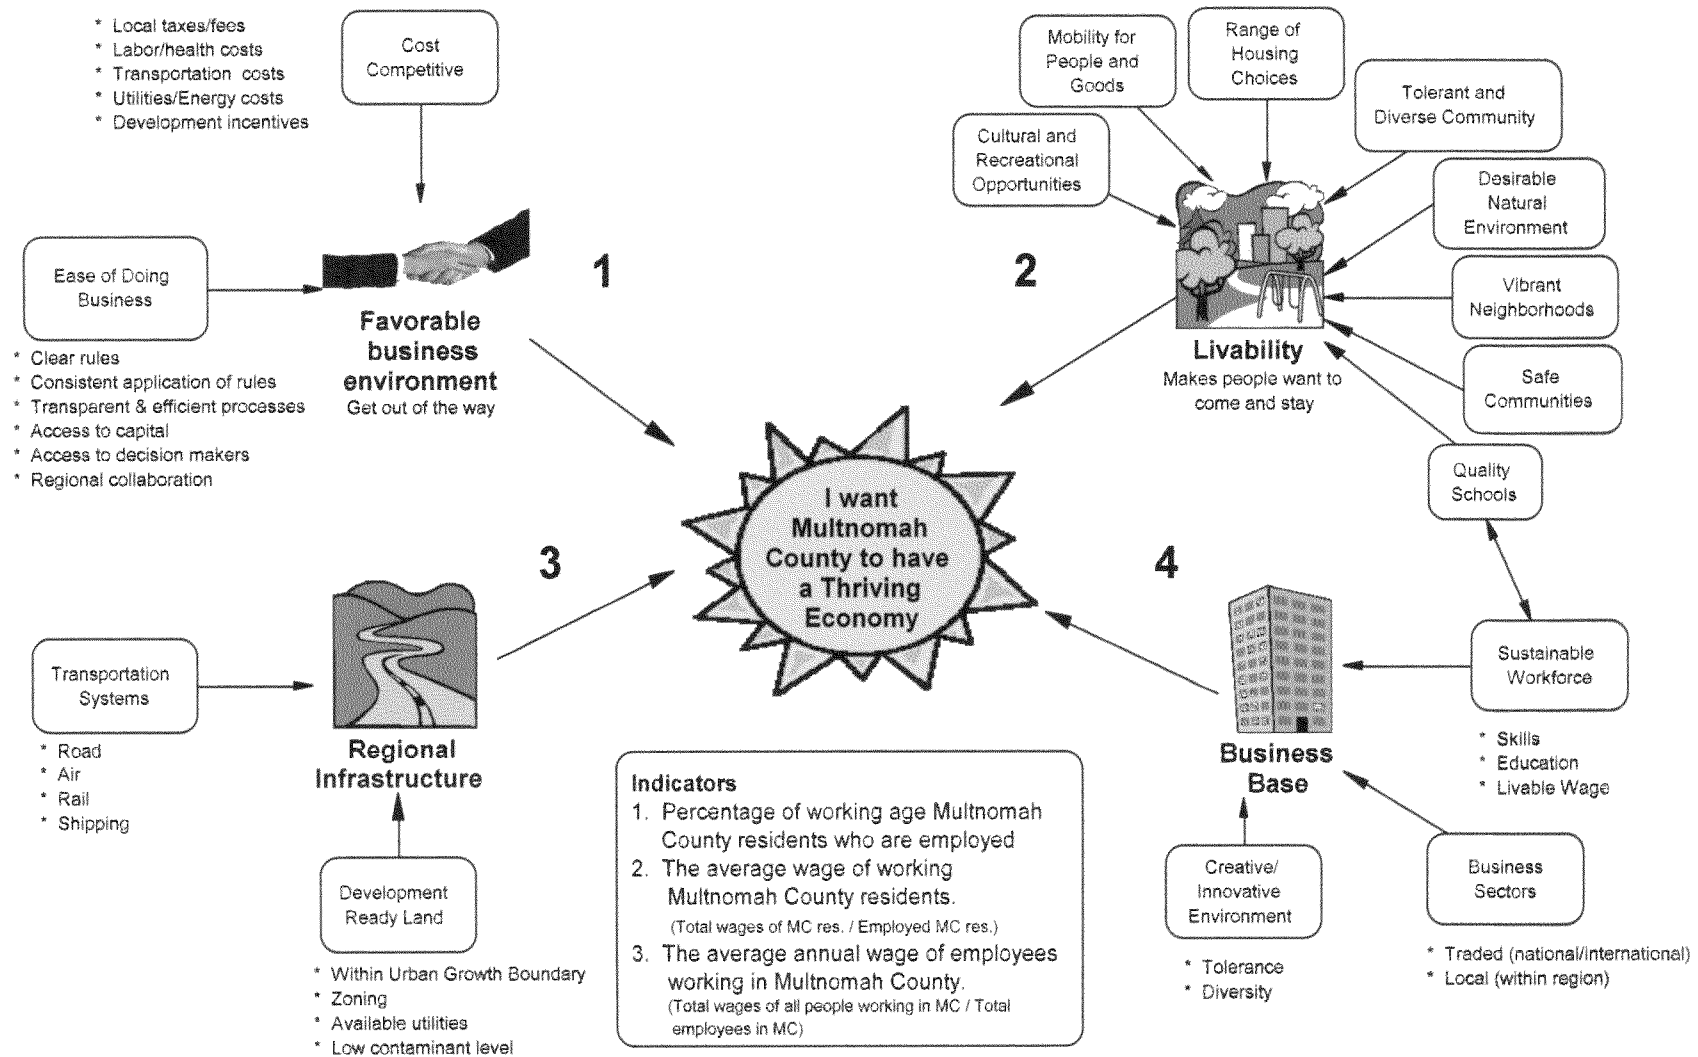 * Local taxes/fees
* Labor/health costs
* Transportation costs
* Utilities/Energy costs
* Development incentives
Cost
Competitive
Ease of Doing
Business
* Clear rules
* Consistent application of rules
* Transparent & efficient processes
* Access to capital
* Access to decision makers
* Regional collaboration
1
Favorable
business
environment
Get out of the way
2
Mobility for
People and
Goods
Range of
Housing
Choices
Tolerant and
Diverse Community
Cultural and
Recreational
Opportunities
Desirable
Natural
Environment
Vibrant
Neighborhoods
Safe
Communities
Quality
Schools
Livability
Makes people want to
come and stay
I want
Multnomah
County to have
a Thriving
Economy
3
Transportation
Systems
* Road
* Air
* Rail
* Shipping
Regional
Infrastructure
Development
Ready Land
* Within Urban Growth Boundary
* Zoning
* Available utilities
* Low contaminant level
4
Sustainable
Workforce
* Skills
* Education
* Livable Wage
Business
Base
Creative/
Innovative
Environment
* Tolerance
* Diversity
Business
Sectors
* Traded (national/international)
* Local (within region)
Indicators
1. Percentage of working age Multnomah
County residents who are employed
2. The average wage of working
Multnomah County residents.
(Total wages of MC res. / Employed MC res.)
3. The average annual wage of employees
working in Multnomah County.
(Total wages of all people working in MC / Total
employees in MC)